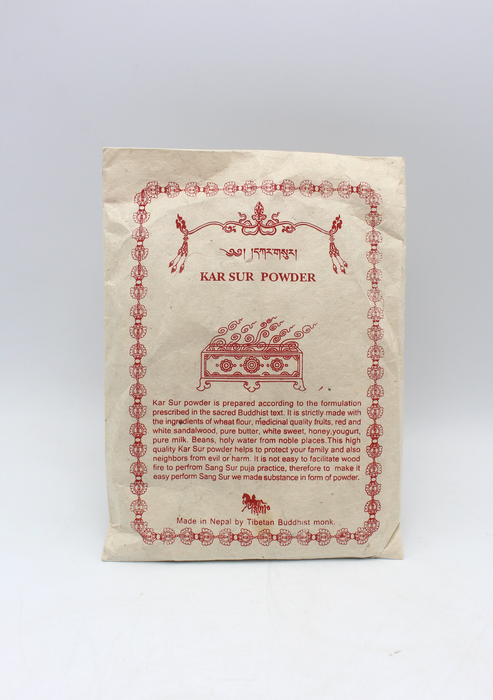 ༄༅། །དཀར་གསུར།
KAR SUR POWDER
Kar Sur powder is prepared according to the formulation
prescribed in the sacred Buddhist text. It is strictly made with
the ingredients of wheat flour, medicinal quality fruits, red and
white sandalwood, pure butter, white sweet, honey,yougurt,
pure milk. Beans, holy water from noble places.This high
quality Kar Sur powder helps to protect your family and also
neighbors from evil or harm. It is not easy to facilitate wood
fire to perfrom Sang Sur puja practice, therefore to make it
easy perform Sang Sur we made substance in form of powder.
Made in Nepal by Tibetan Buddhist monk.